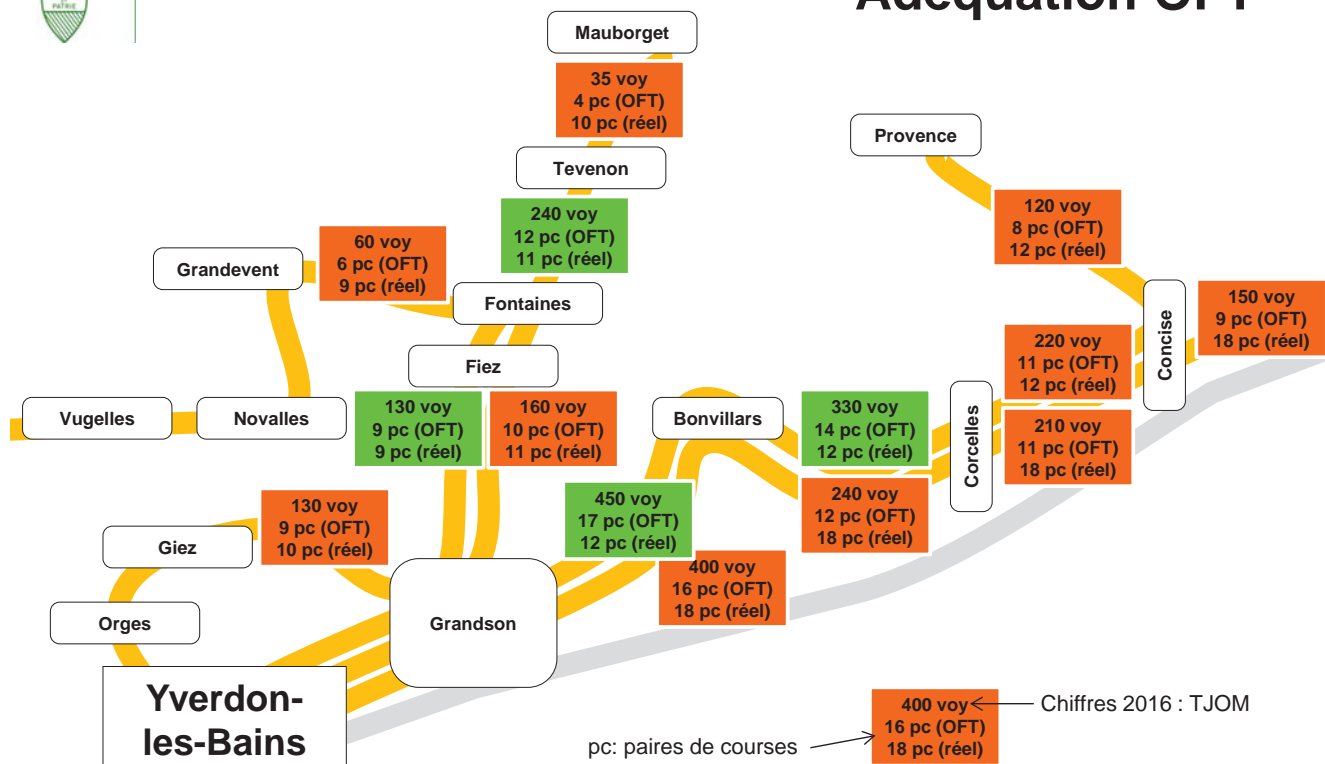 PATRIE
Adéquation OFT
Mauborget
35 voy
4 pc (OFT)
10 pc (réel)
Provence
Tevenon
120 voy
8 pc (OFT)
12 pc (réel)
240 voy
12 pc (OFT)
11 pc (réel)
60 voy
6 pc (OFT)
9 pc (réel)
Grandevent
Fontaines
Concise
150 voy
9 pc (OFT)
18 pc (réel)
220 voy
11 pc (OFT)
12 pc (réel)
Fiez
130 voy
9 pc (OFT)
9 pc (réel)
160 voy
10 pc (OFT)
11 pc (réel)
Vugelles
Novalles
Bonvillars
330 voy
14 pc (OFT)
12 pc (réel)
Corcelles
210 voy
11 pc (OFT)
18 pc (réel)
240 voy
12 pc (OFT)
18 pc (réel)
450 voy
17 pc (OFT)
12 pc (réel)
130 voy
9 pc (OFT)
10 pc (réel)
Giez
400 voy
16 pc (OFT)
18 pc (réel)
Orges
Grandson
Yverdon-
les-Bains
400 voy
16 pc (OFT)
18 pc (réel)
Chiffres 2016 : TJOM
pc: paires de courses